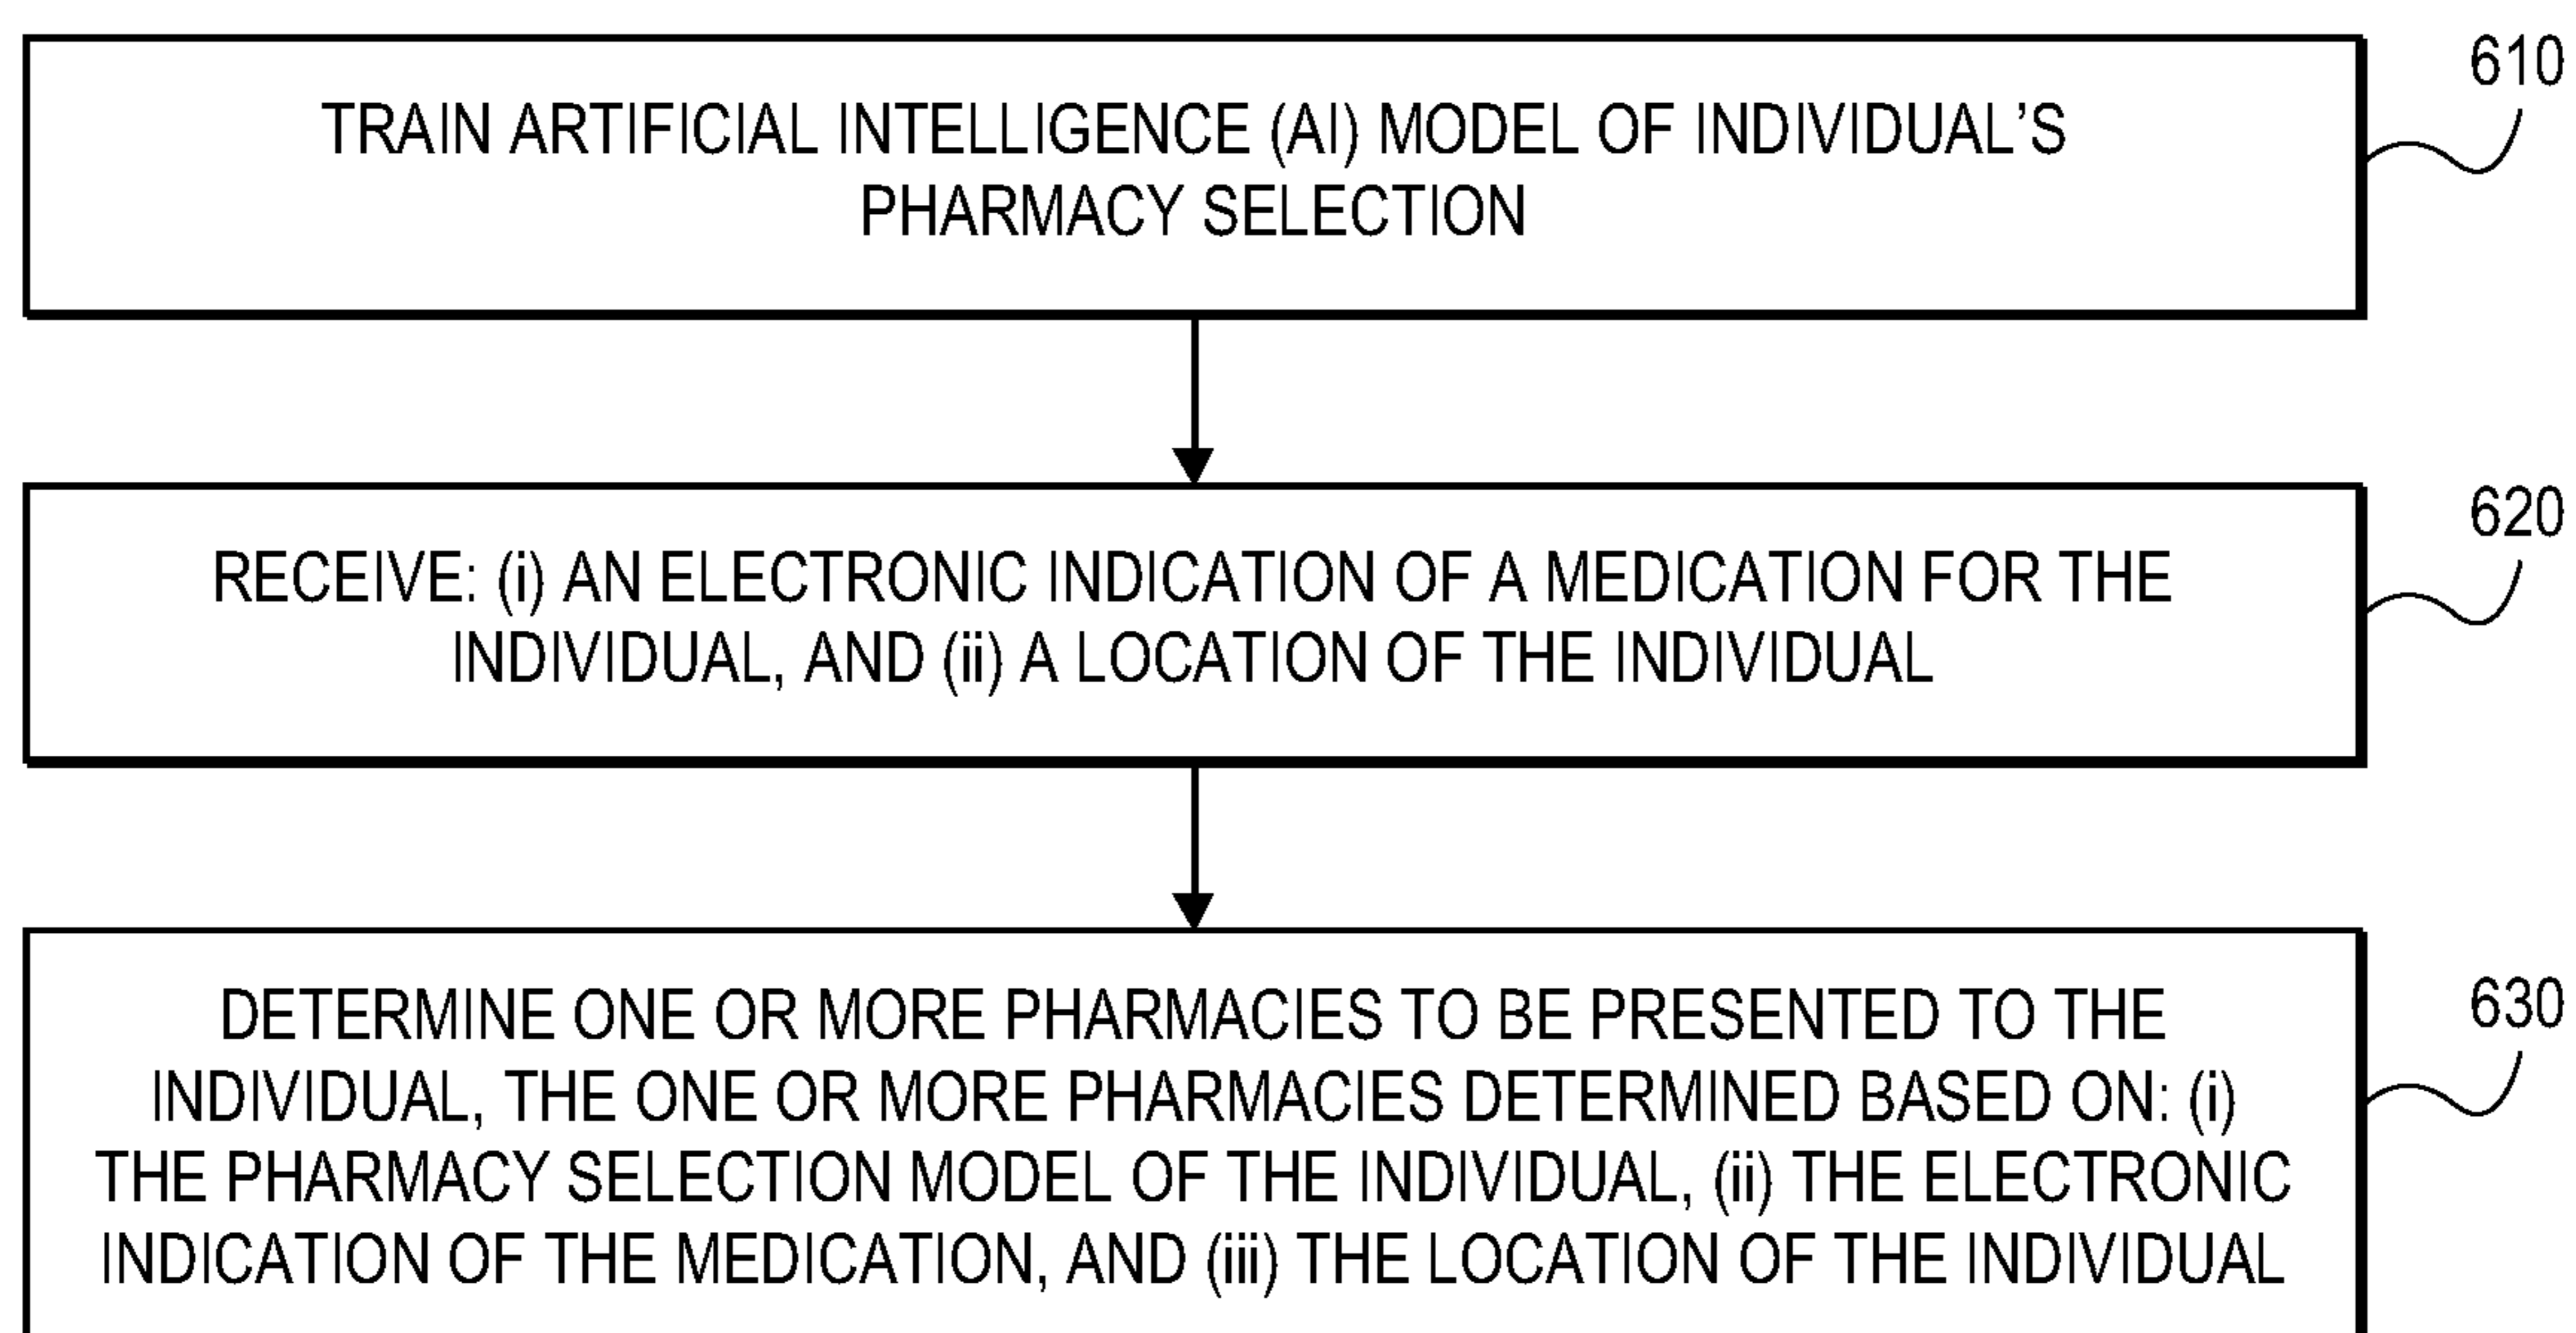 610
TRAIN ARTIFICIAL INTELLIGENCE (AI) MODEL OF INDIVIDUAL’S
PHARMACY SELECTION
620
RECEIVE: (i) AN ELECTRONIC INDICATION OF A MEDICATION FOR THE
INDIVIDUAL, AND (ii) A LOCATION OF THE INDIVIDUAL
630
DETERMINE ONE OR MORE PHARMACIES TO BE PRESENTED TO THE
INDIVIDUAL, THE ONE OR MORE PHARMACIES DETERMINED BASED ON: (i)
THE PHARMACY SELECTION MODEL OF THE INDIVIDUAL, (ii) THE ELECTRONIC
INDICATION OF THE MEDICATION, AND (iii) THE LOCATION OF THE INDIVIDUAL